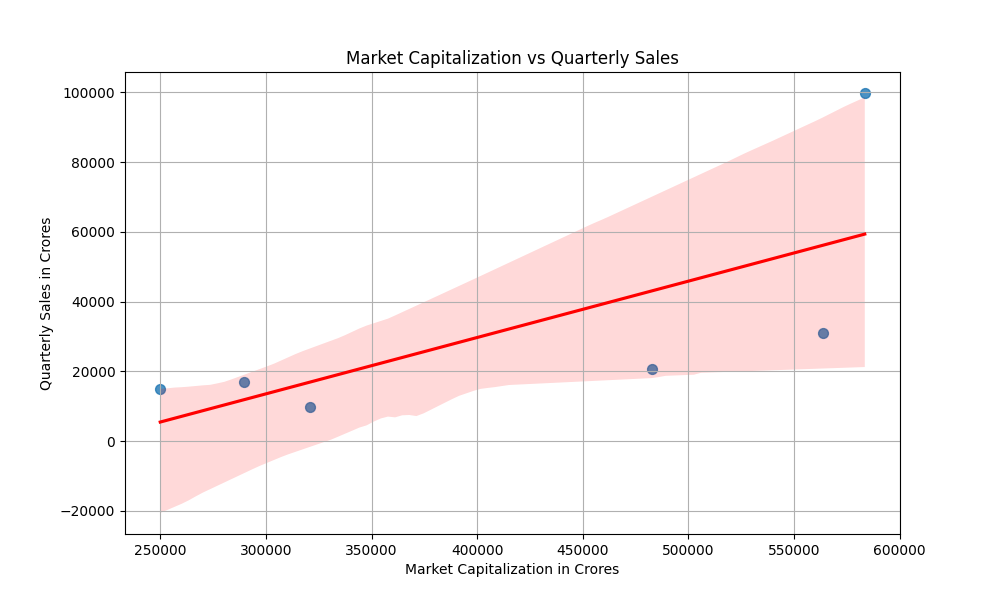 Market Capitalization vs Quarterly Sales
100000
80000
60000
40000
20000
0
−20000
Quarterly Sales in Crores
250000 300000 350000 400000 450000 500000 550000 600000
Market Capitalization in Crores